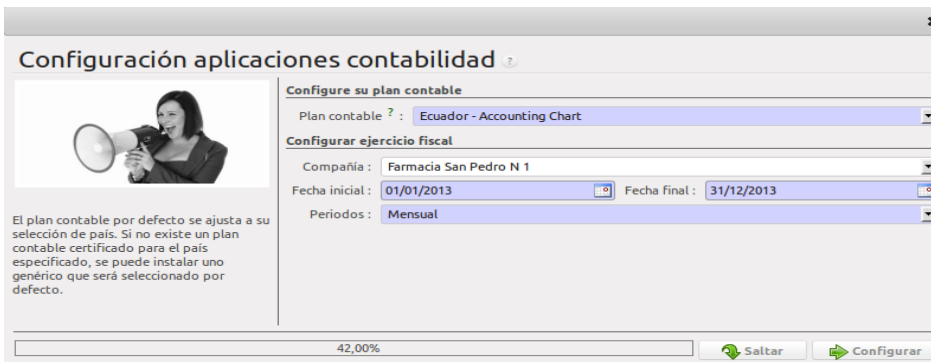 Configuración aplicaciones contabilidad ?
Configure su plan contable
Plan contable ? : Ecuador - Accounting Chart
Configurar ejercicio fiscal
Compañía : Farmacia San Pedro N 1
Fecha inicial : 01/01/2013 Fecha final : 31/12/2013
Periodos : Mensual
El plan contable por defecto se ajusta a su
selección de país. Si no existe un plan
contable certificado para el país
especificado, se puede instalar uno
genérico que será seleccionado por
defecto.
42,00%
Saltar Configurar